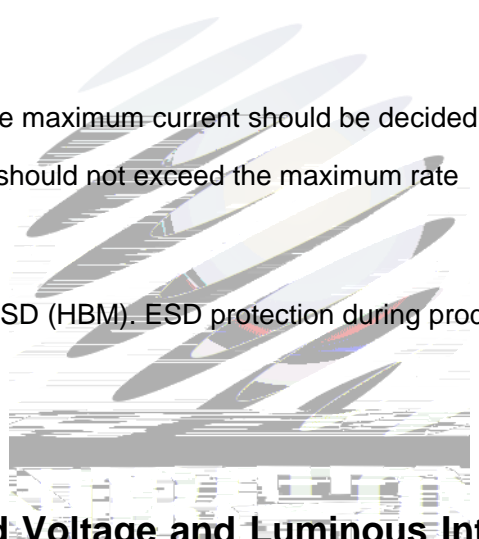 e maximum current should be decided
should not exceed the maximum rate
SD (HBM). ESD protection during proc
d Voltage and Luminous Int